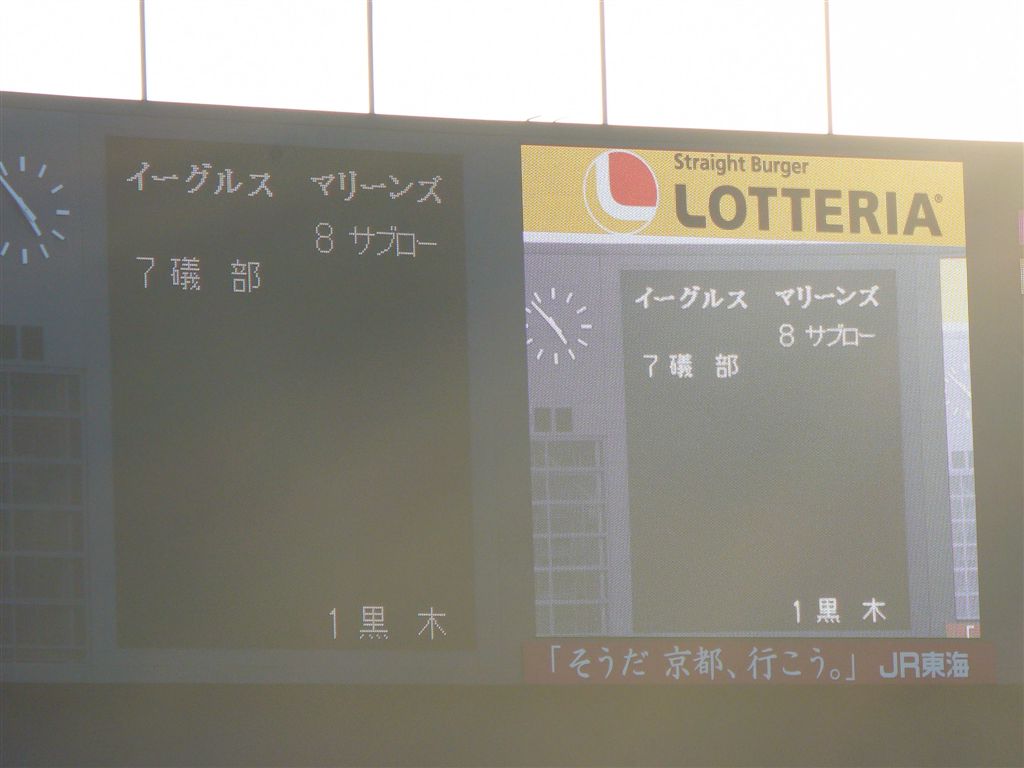 イーグルス マリーンズ
8 サブロー
7 礒 部
1 黒 木
Straight Burger
LOTTERIA®
イーグルス マリーンズ
8 サブロー
7 礒 部
1 黒 木
「そうだ 京都、行こう。」 JR東海